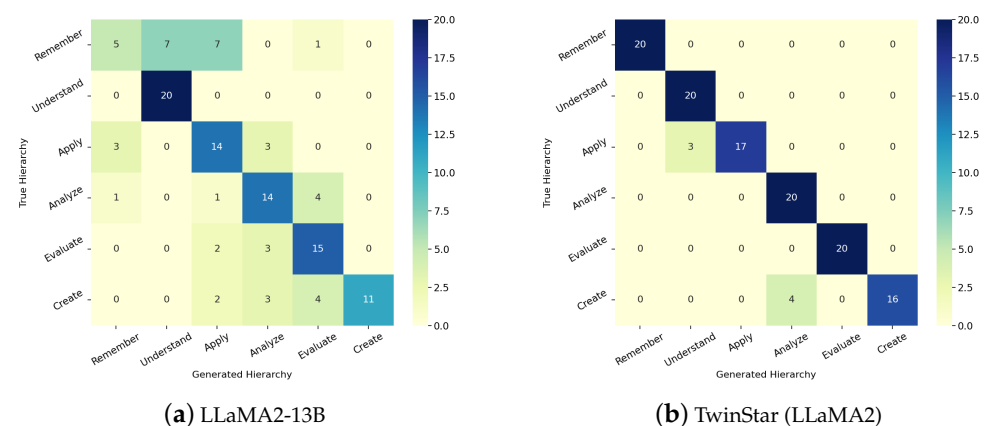 Remember 5 7 7 0 1 0
Understand 0 20 0 0 0 0
Apply 3 0 14 3 0 0
Analyze 1 0 1 14 4 0
Evaluate 0 0 2 3 15 0
Create 0 0 2 3 4 11
Remember Understand Apply Analyze Evaluate Create
Generated Hierarchy
True Hierarchy
20.0
17.5
15.0
12.5
10.0
7.5
5.0
2.5
0.0
(a) LLaMA2-13B
Remember 20 0 0 0 0 0
Understand 0 20 0 0 0 0
Apply 0 3 17 0 0 0
Analyze 0 0 0 20 0 0
Evaluate 0 0 0 0 20 0
Create 0 0 0 4 0 16
Remember Understand Apply Analyze Evaluate Create
Generated Hierarchy
True Hierarchy
20.0
17.5
15.0
12.5
10.0
7.5
5.0
2.5
0.0
(b) TwinStar (LLaMA2)